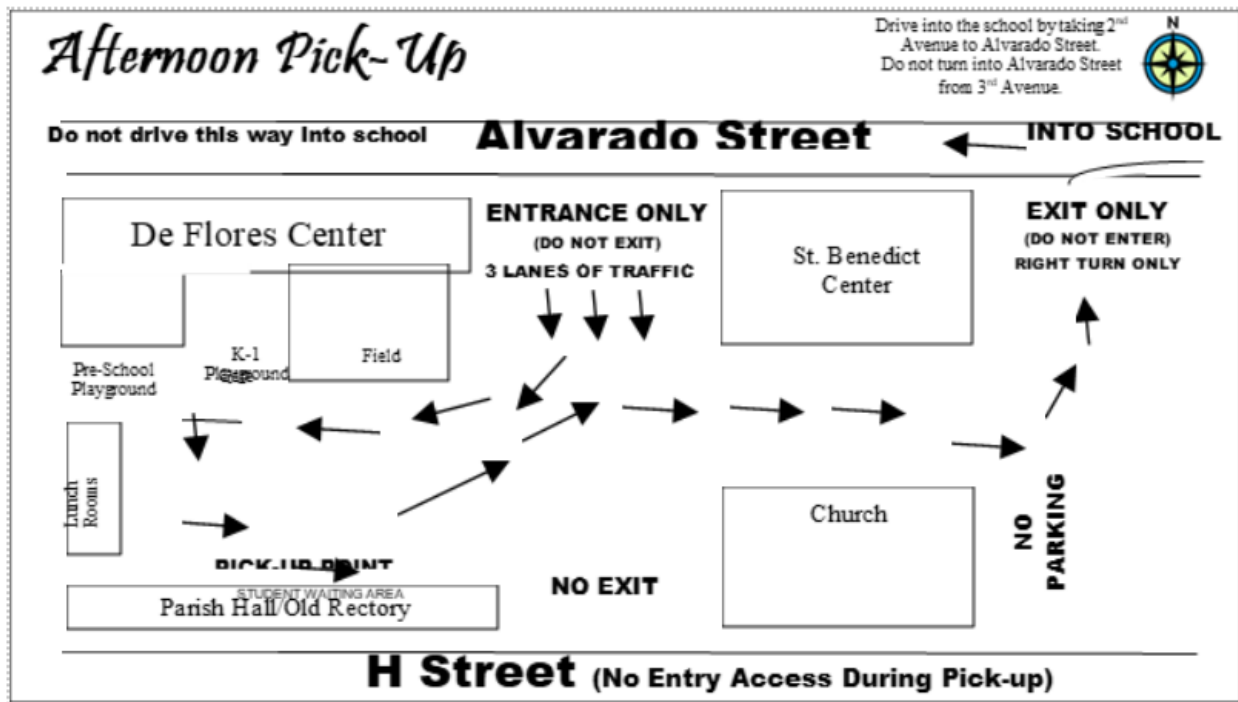 Afternoon Pick-Up
Drive into the school by taking 2nd
Avenue to Alvarado Street.
Do not turn into Alvarado Street
from 3rd Avenue.
N
Do not drive this way into school
Alvarado Street
INTO SCHOOL
De Flores Center
ENTRANCE ONLY
(DO NOT EXIT)
3 LANES OF TRAFFIC
St. Benedict
Center
EXIT ONLY
(DO NOT ENTER)
RIGHT TURN ONLY
Pre-School
Playground
K-1
Playground
Field
Lunch
Rooms
Church
NO
PARKING
PICK-UP POINT
STUDENT WAITING AREA
Parish Hall/Old Rectory
NO EXIT
H Street (No Entry Access During Pick-up)